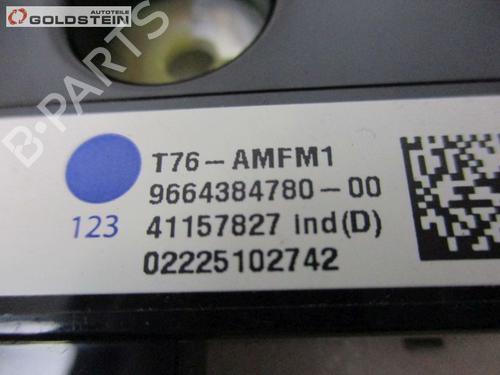 AUTOTEILE
GOLDSTEIN
B-PARTS
T76-AMFM1
9664384780-00
123
41157827 ind(D)
02225102742